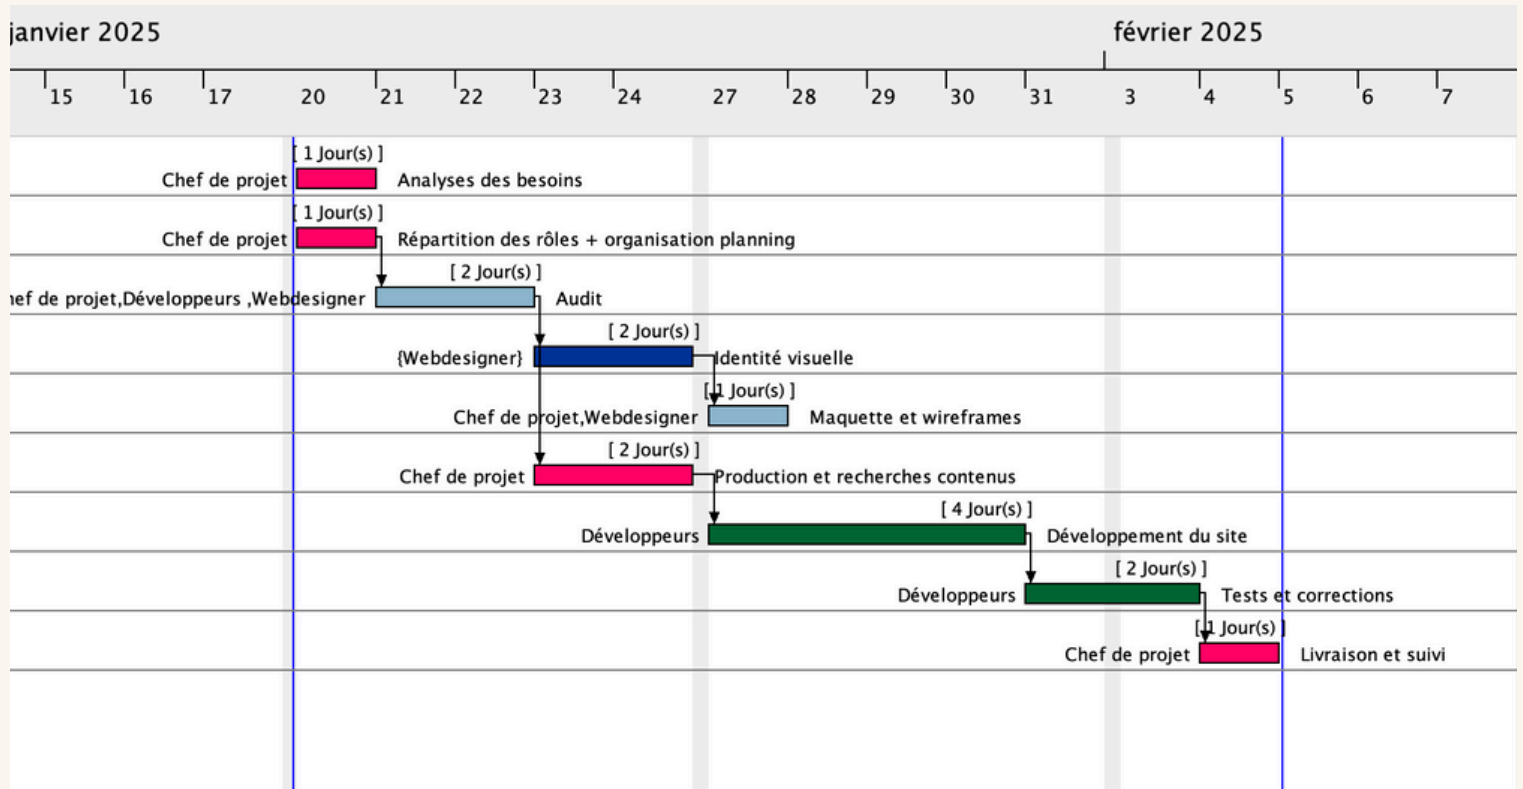 janvier 2025 février 2025
15 16 17 20 21 22 23 24 27 28 29 30 31 3 4 5 6 7
[ 1 Jour(s) ]
Chef de projet Analyses des besoins
[ 1 Jour(s) ]
Chef de projet Répartition des rôles + organisation planning
[ 2 Jour(s) ]
hef de projet,Développeurs ,Webdesigner Audit
[ 2 Jour(s) ]
{Webdesigner} Identité visuelle
[ 1 Jour(s) ]
Chef de projet,Webdesigner Maquette et wireframes
[ 2 Jour(s) ]
Chef de projet Production et recherches contenus
[ 4 Jour(s) ]
Développeurs Développement du site
[ 2 Jour(s) ]
Développeurs Tests et corrections
[ 1 Jour(s) ]
Chef de projet Livraison et suivi